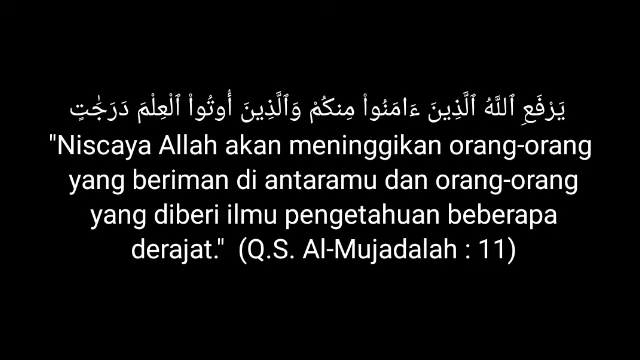 يَرْفَعِ ٱللَّهُ ٱلَّذِينَ ءَامَنُوا۟ مِنكُمْ وَٱلَّذِينَ أُوتُوا۟ ٱلْعِلْمَ دَرَجَٰتٍ
"Niscaya Allah akan meninggikan orang-orang
yang beriman di antaramu dan orang-orang
yang diberi ilmu pengetahuan beberapa
derajat." (Q.S. Al-Mujadalah : 11)